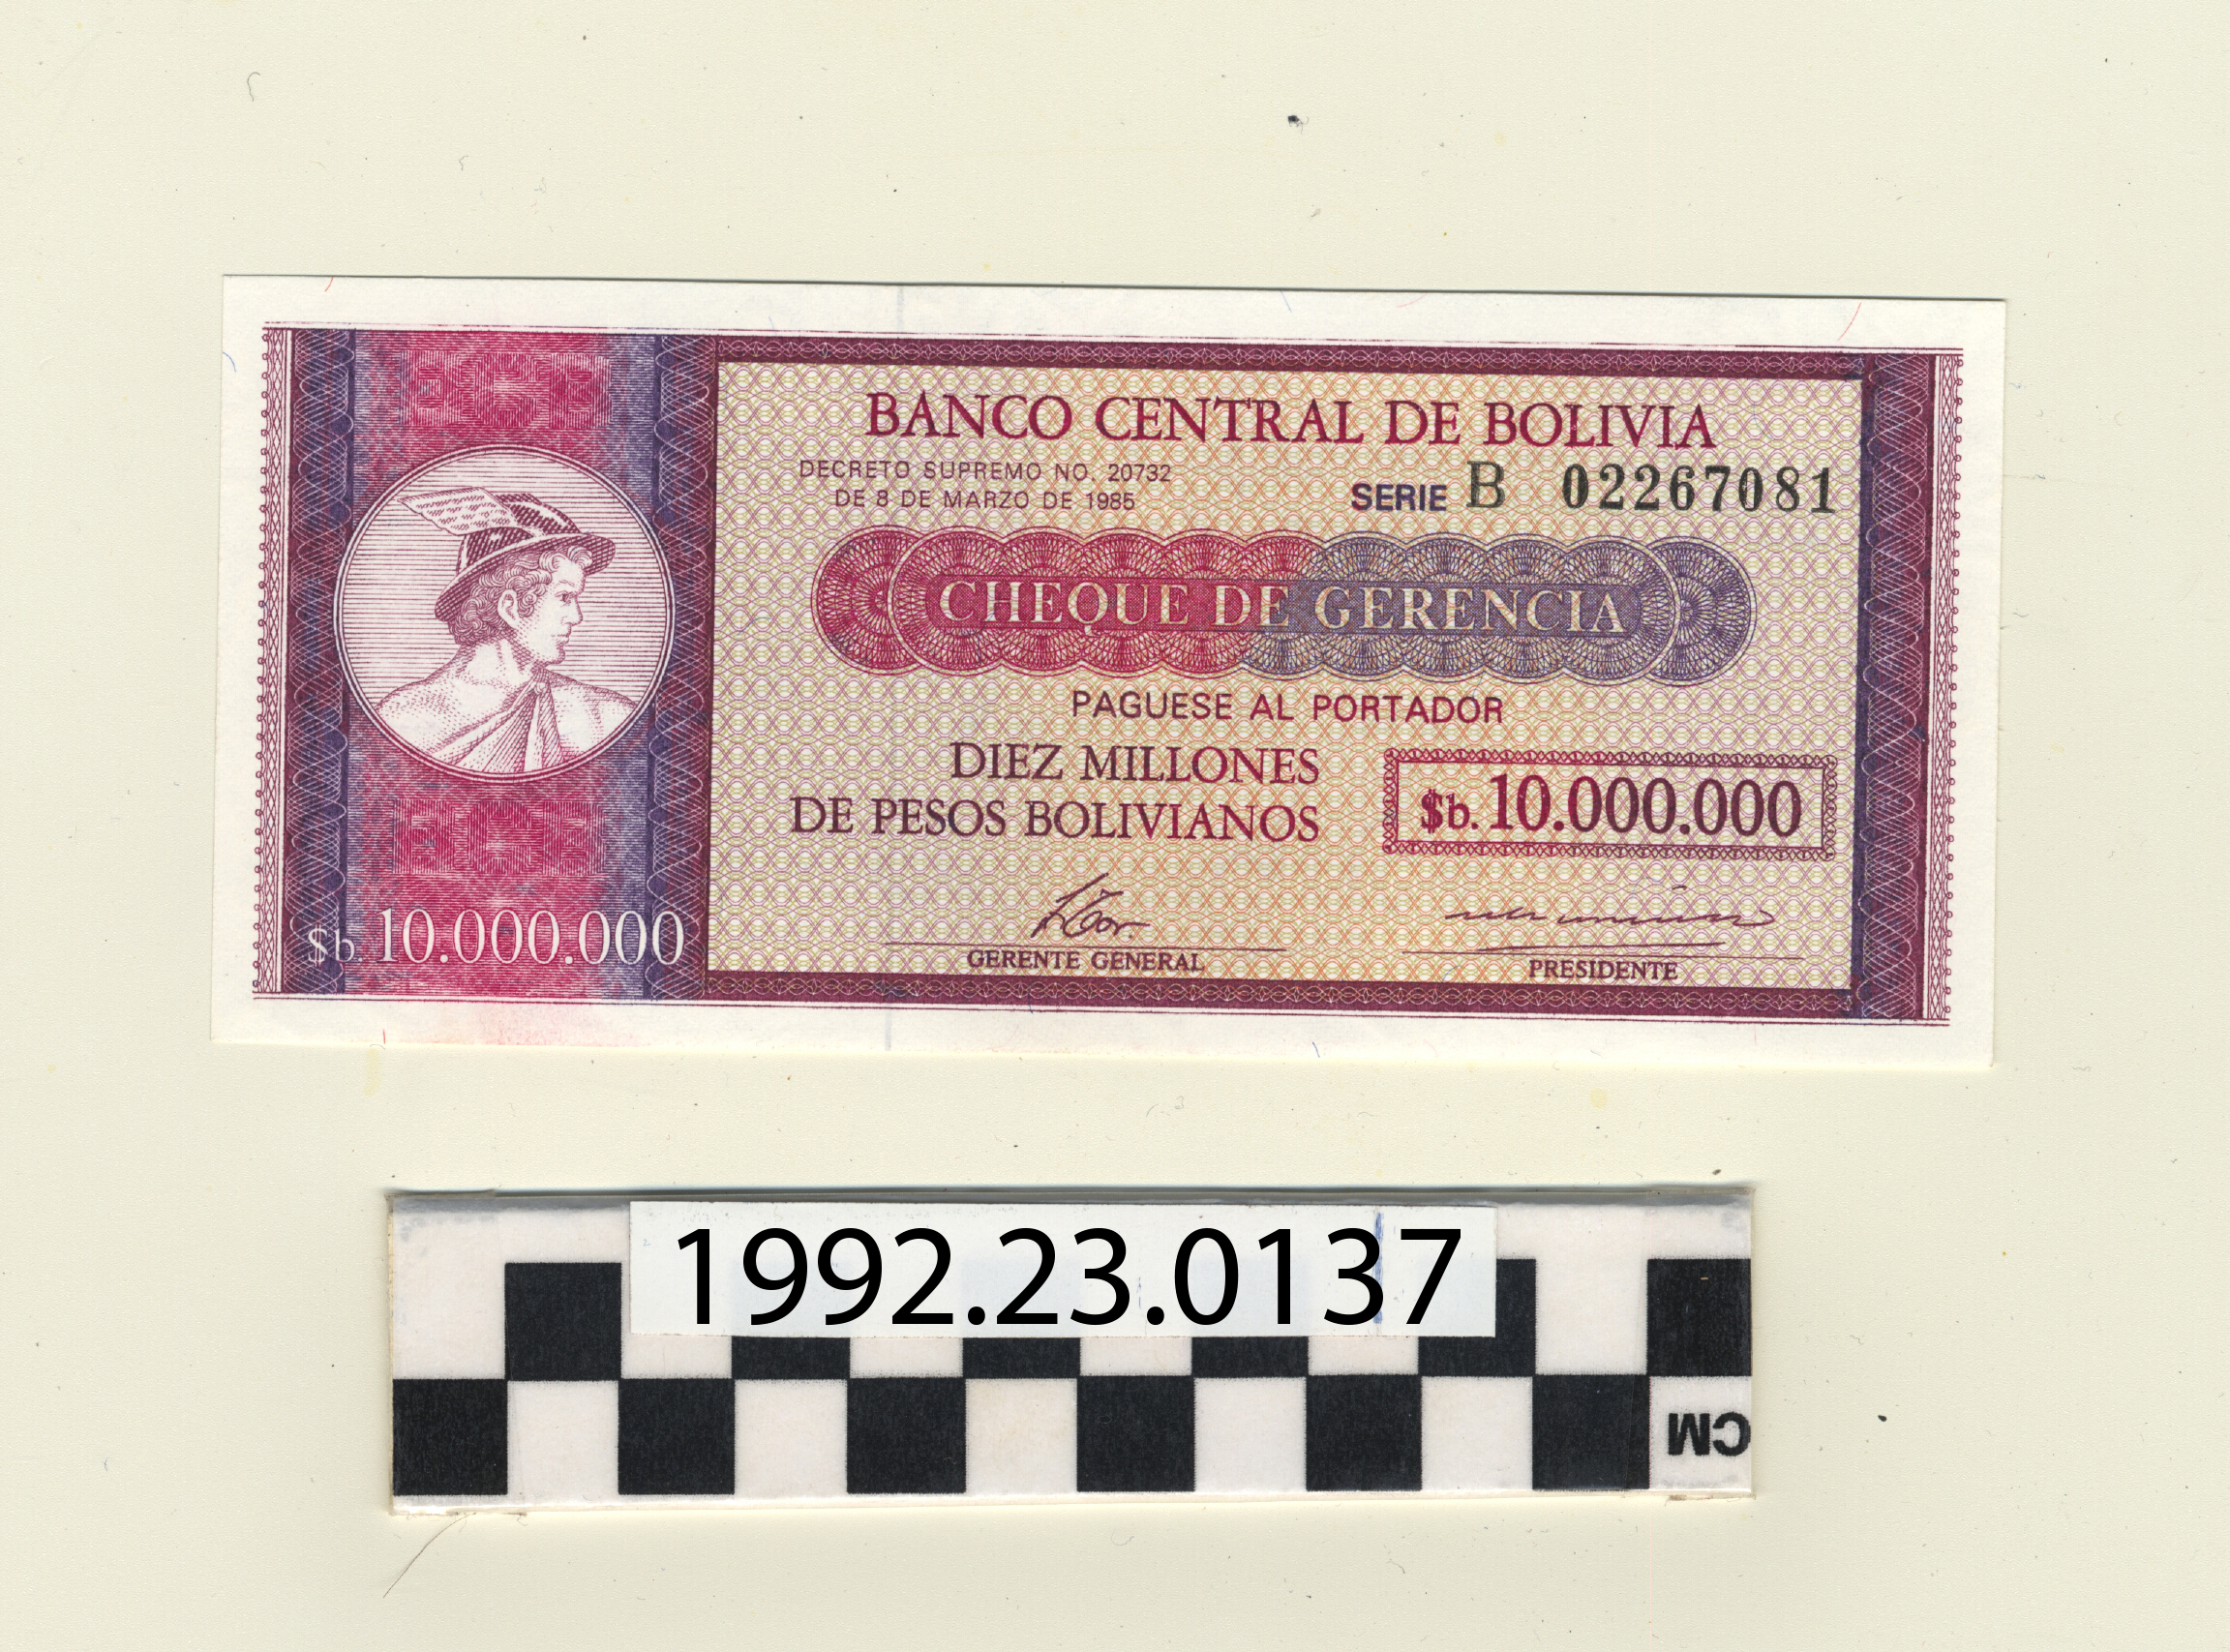 BCB
BANCO CENTRAL DE BOLIVIA
DECRETO SUPREMO NO. 20732
DE 8 DE MARZO DE 1985
SERIE B 02267081
CHEQUE DE GERENCIA
PAGUESE AL PORTADOR
DIEZ MILLONES
DE PESOS BOLIVIANOS
$b. 10.000.000
BCB
$b. 10.000.000
GERENTE GENERAL
PRESIDENTE
1992.23.0137
CM